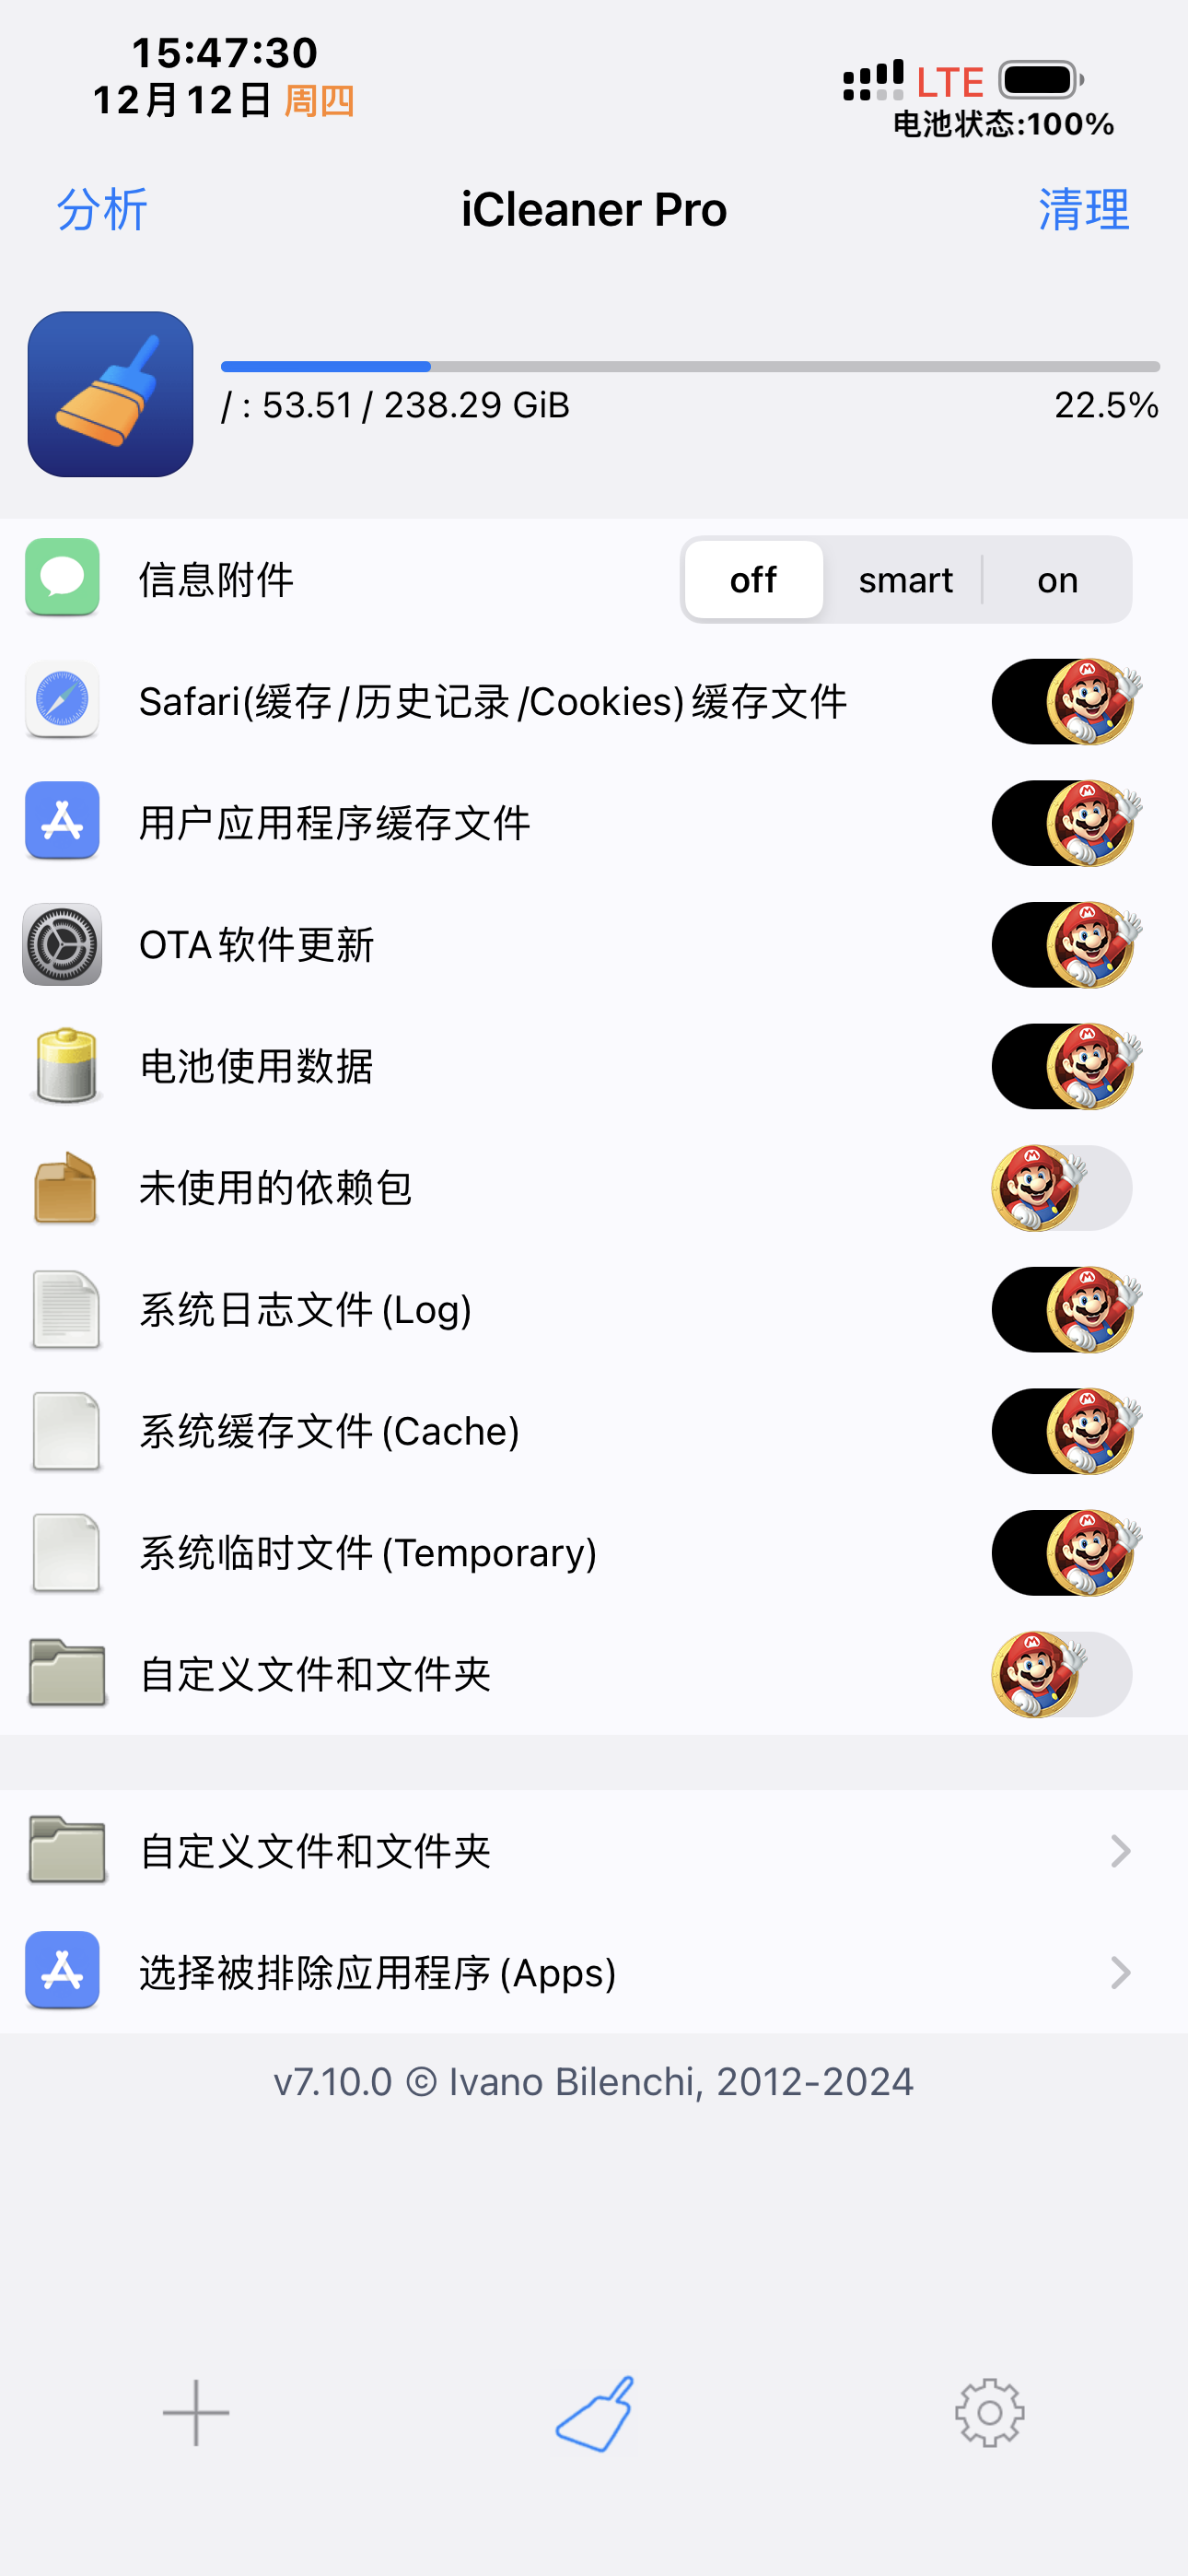 15:47:30
12月12日 周四
LTE
电池状态:100%
分析
iCleaner Pro
清理
/ : 53.51 / 238.29 GiB
22.5%
信息附件
off
smart
on
Safari(缓存/历史记录/Cookies)缓存文件
用户应用程序缓存文件
OTA软件更新
电池使用数据
未使用的依赖包
系统日志文件(Log)
系统缓存文件(Cache)
系统临时文件(Temporary)
自定义文件和文件夹
自定义文件和文件夹
选择被排除应用程序(Apps)
v7.10.0 © Ivano Bilenchi, 2012-2024